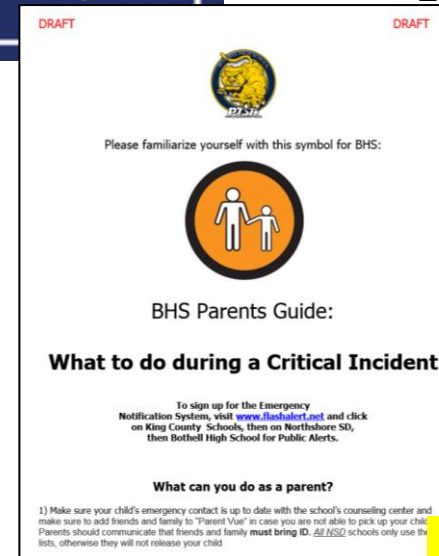 DRAFT DRAFT
PTSA
Please familiarize yourself with this symbol for BHS:
BHS Parents Guide:
What to do during a Critical Incident
To sign up for the Emergency
Notification System, visit www.flashalert.net and click
on King County Schools, then on Northshore SD,
then Bothell High School for Public Alerts.
What can you do as a parent?
1) Make sure your child's emergency contact is up to date with the school's counseling center and
make sure to add friends and family to "Parent Vue" in case you are not able to pick up your child
Parents should communicate that friends and family must bring ID. All NSD schools only use
lists, otherwise they will not release your child.